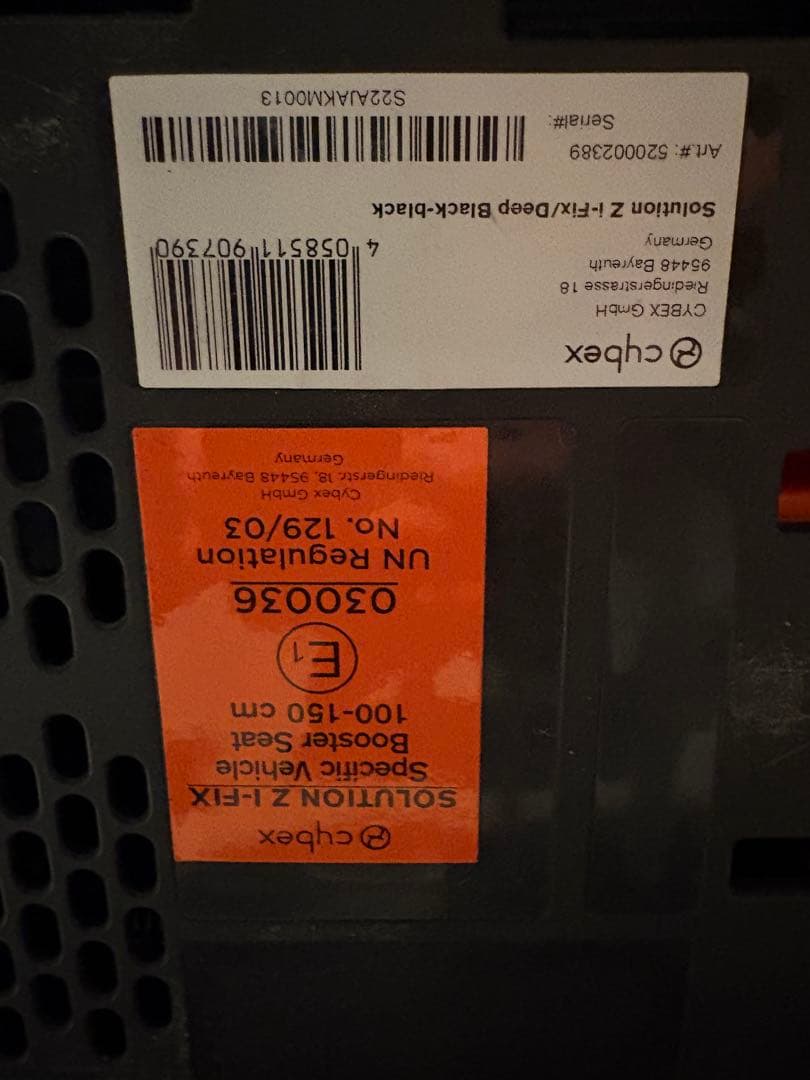 cybex
SOLUTION Z I-FIX
Specific Vehicle
Booster Seat
100-150 cm
E1
030036
UN Regulation
No. 129/03
Cybex GmbH
Riedingerstr. 18, 95448 Bayreuth
Germany
cybex
CYBEX GmbH
Riedingerstrasse 18
95448 Bayreuth
Germany
4 058511 907390
Solution Z i-Fix/Deep Black-black
Art.#: 520002389
Serial#:
S22AJAKM0013